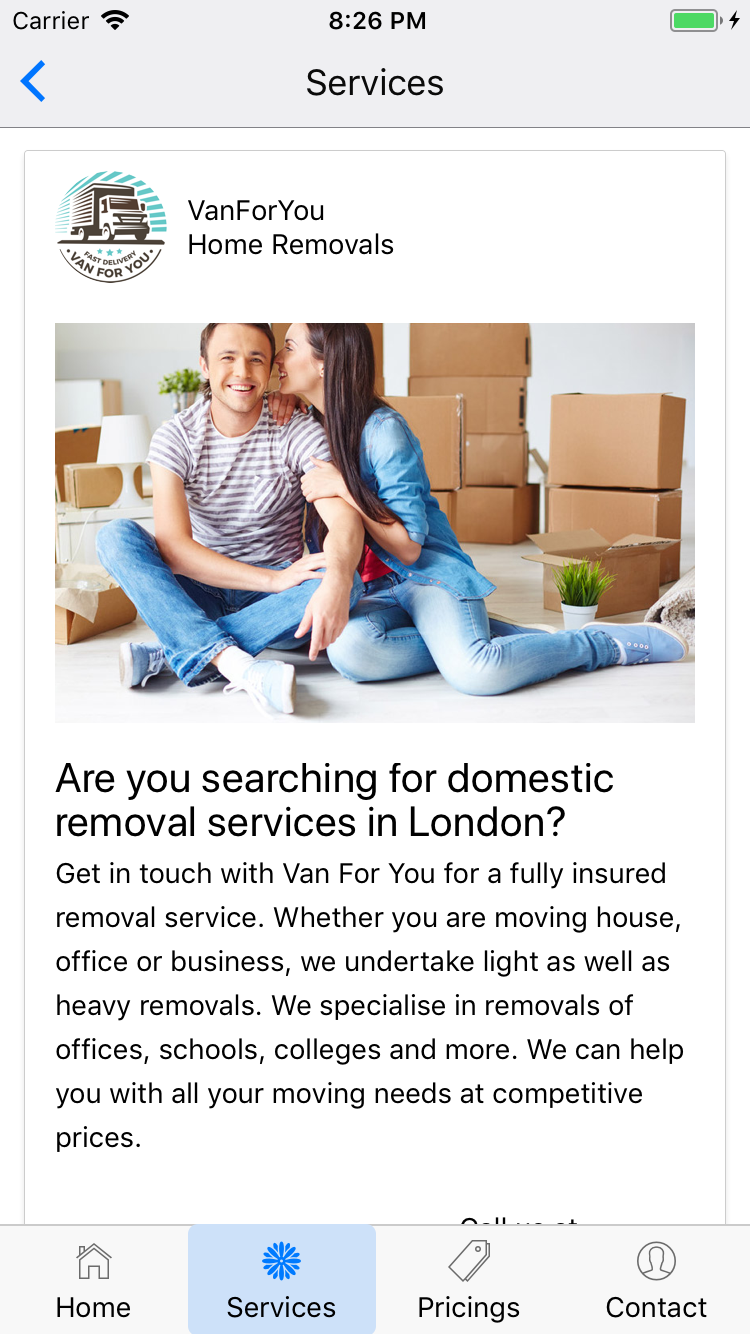 Carrier 8:26 PM
Services
FAST DELIVERY
• VAN FOR YOU •
VanForYou
Home Removals
Are you searching for domestic
removal services in London?
Get in touch with Van For You for a fully insured
removal service. Whether you are moving house,
office or business, we undertake light as well as
heavy removals. We specialise in removals of
offices, schools, colleges and more. We can help
you with all your moving needs at competitive
prices.
Call us at
Home Services Pricings Contact